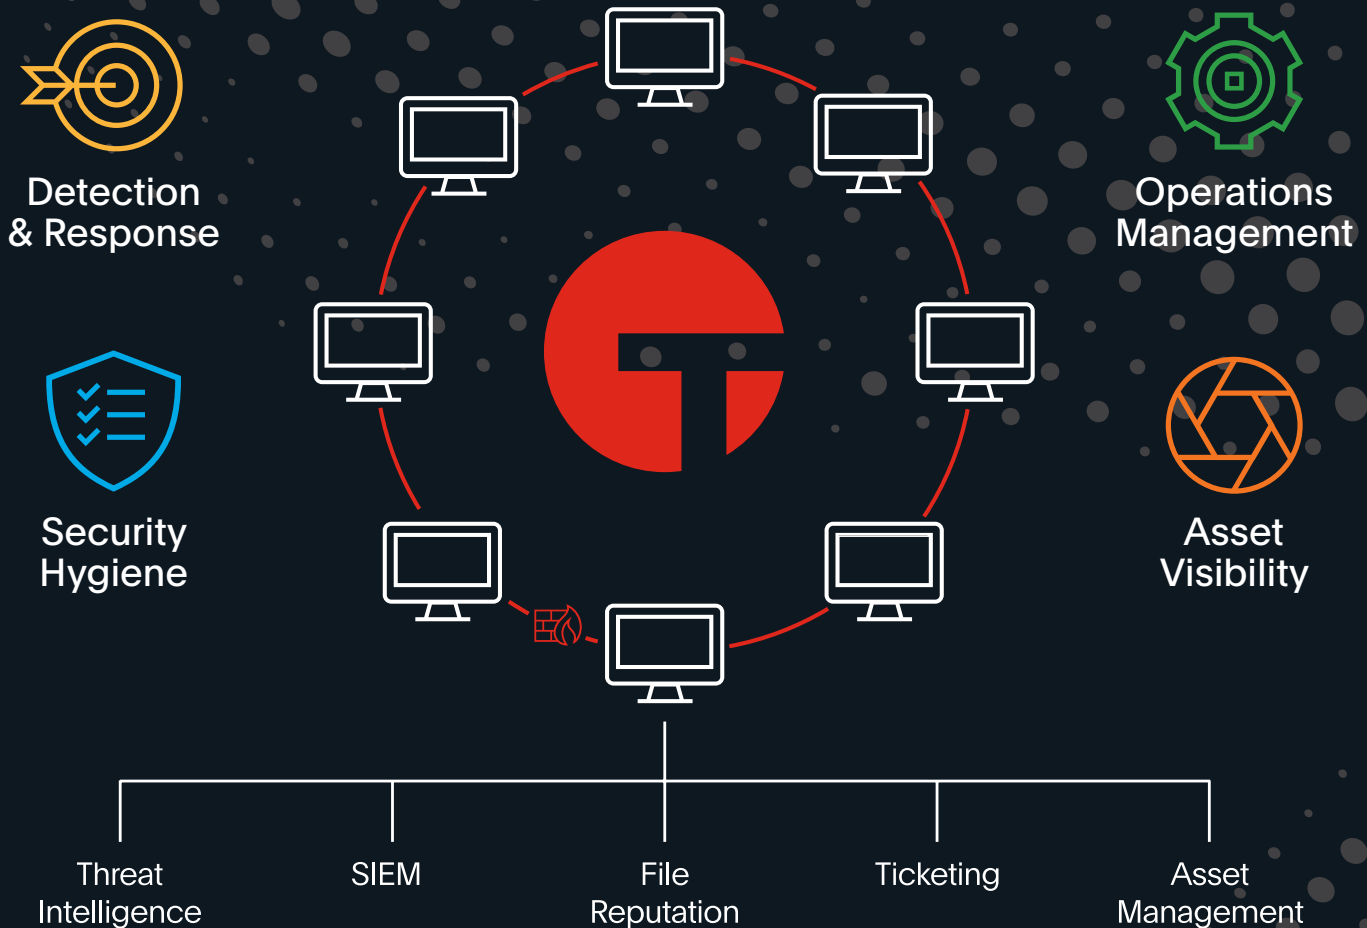 Detection
& Response
Operations
Management
Security
Hygiene
Asset
Visibility
Threat
Intelligence
SIEM
File
Reputation
Ticketing
Asset
Management